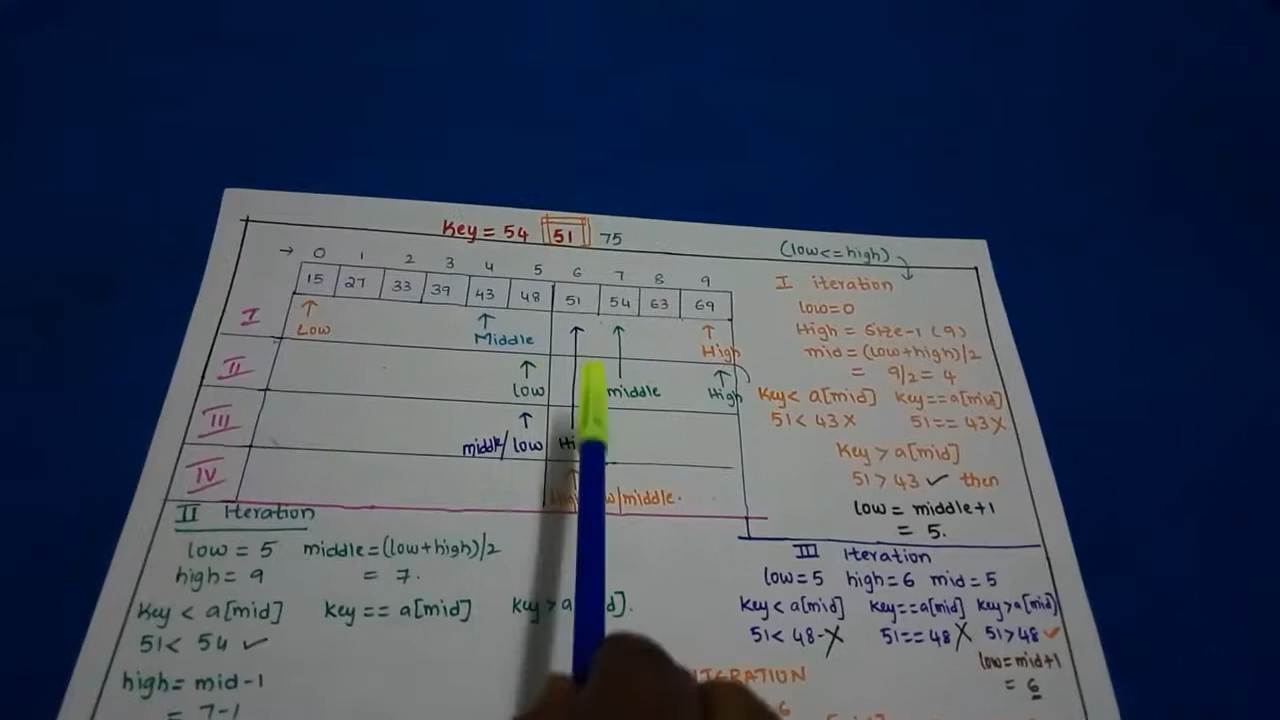 Key = 54 51 75
(low<=high)
→ 0 1 2 3 4 5 6 7 8 9
15 27 33 39 43 48 51 54 63 69
I
Low Middle High
II
low middle High
III
middle/low
IV
/middle.
I iteration
low=0
High = Size-1 (9)
mid = (low+high)/2
= 9/2 = 4
Key< a[mid] Key==a[mid]
51< 43 X 51== 43 X
Key > a[mid]
51 > 43 ✓ then
low = middle+1
= 5.
II Iteration
low = 5 middle=(low+high)/2
high= 9 = 7.
Key < a[mid] Key == a[mid]
51< 54 ✓
high= mid-1
= 7-1
III Iteration
low=5 high=6 mid=5
Key<a[mid] Key==a[mid] Key>a[mid]
51< 48-X 51==48 X 51>48 ✓
low=mid+1
= 6
6